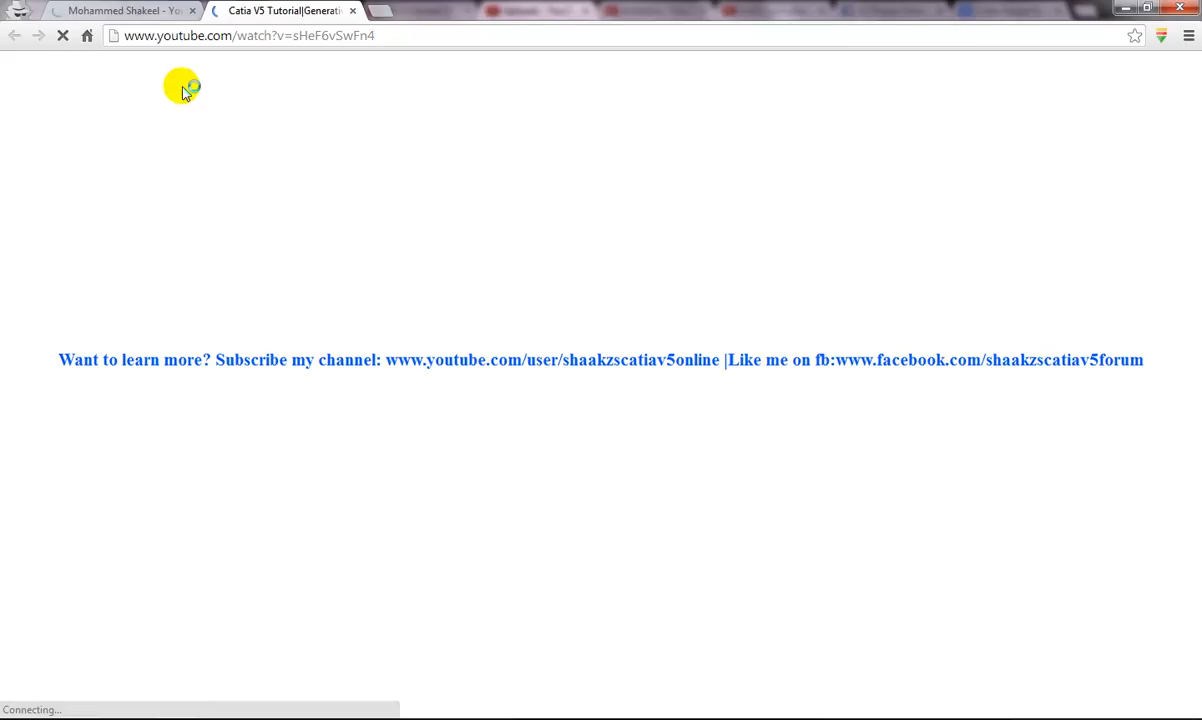 Mohammed Shakeel - Yo
Catia V5 Tutorial|Generati
www.youtube.com/watch?v=sHeF6vSwFn4
Want to learn more? Subscribe my channel: www.youtube.com/user/shaakzscatiav5online |Like me on fb:www.facebook.com/shaakzscatiav5forum
Connecting...